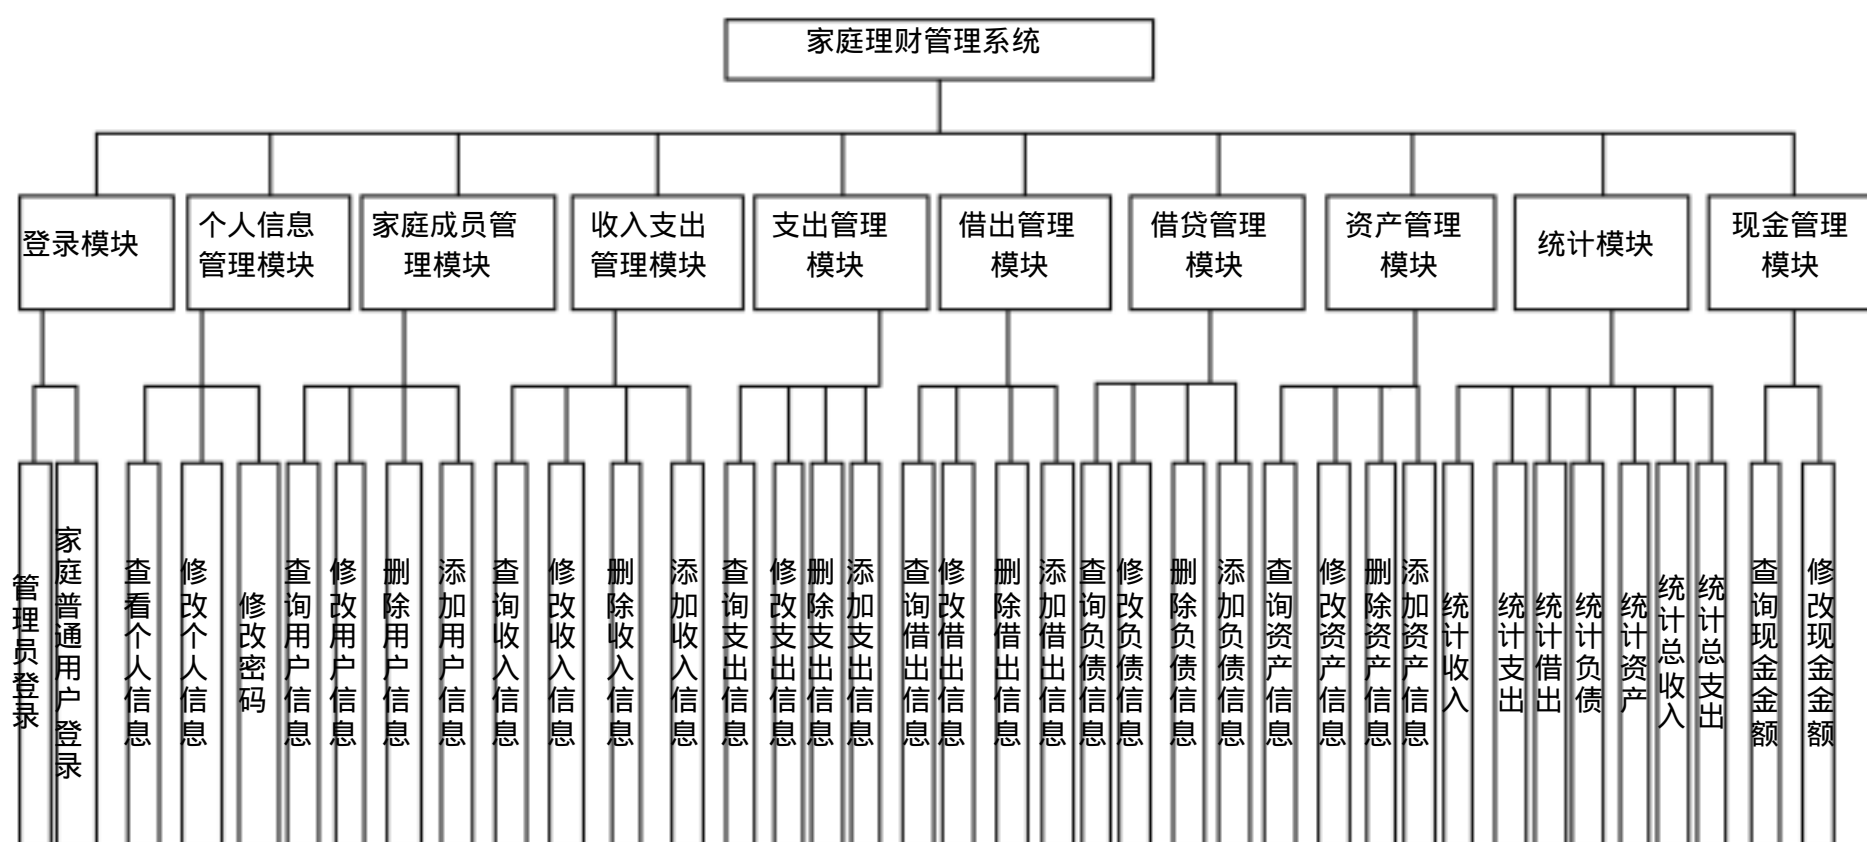 家庭理财管理系统
登录模块
个人信息
管理模块
家庭成员管
理模块
收入支出
管理模块
支出管理
模块
借出管理
模块
借贷管理
模块
资产管理
模块
统计模块
现金管理
模块
管理员登录
家庭普通用户登录
查看个人信息
修改个人信息
修改密码
查询用户信息
修改用户信息
删除用户信息
添加用户信息
查询收入信息
修改收入信息
删除收入信息
添加收入信息
查询支出信息
修改支出信息
删除支出信息
添加支出信息
查询借出信息
修改借出信息
删除借出信息
添加借出信息
查询负债信息
修改负债信息
删除负债信息
添加负债信息
查询资产信息
修改资产信息
删除资产信息
添加资产信息
统计收入
统计支出
统计借出
统计负债
统计资产
统计总收入
统计总支出
查询现金金额
修改现金金额